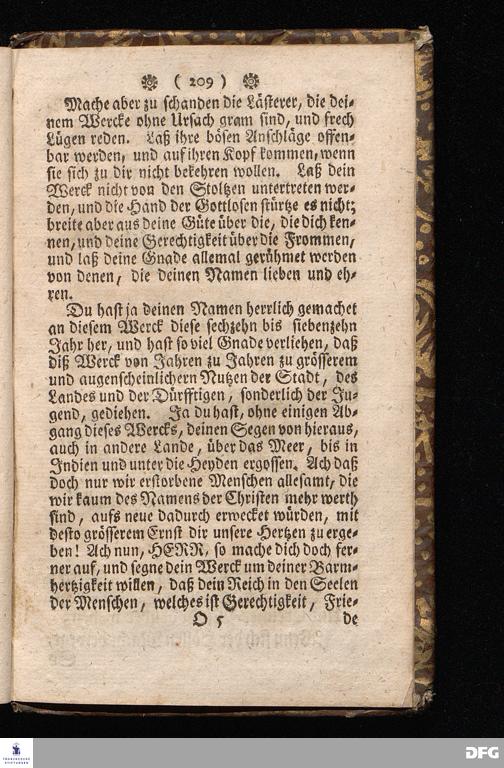 ( 209 )
Mache aber zu schanden die Lästerer, die dei-
nem Wercke ohne Ursach gram sind, und frech
Lügen reden. Laß ihre bösen Anschläge offen-
bar werden, und auf ihren Kopf kommen, wenn
sie sich zu dir nicht bekehren wollen. Laß dein
Werck nicht von den Stoltzen untertreten wer-
den, und die Hand der Gottlosen stürtze es nicht;
breite aber aus deine Güte über die, die dich ken-
nen, und deine Gerechtigkeit über die Frommen,
und laß deine Gnade allemal gerühmet werden
von denen, die deinen Namen lieben und eh-
ren.
Du hast ja deinen Namen herrlich gemachet
an diesem Werck diese sechzehn bis siebenzehn
Jahr her, und hast so viel Gnade verliehen, daß
diß Werck von Jahren zu Jahren zu grösserem
und augenscheinlichern Nutzen der Stadt, des
Landes und der Dürfftigen, sonderlich der Ju-
gend, gediehen. Ja du hast, ohne einigen Ab-
gang dieses Wercks, deinen Segen von hieraus,
auch in andere Lande, über das Meer, bis in
Indien und unter die Heyden ergossen. Ach daß
doch nur wir erstorbene Menschen allesamt, die
wir kaum des Namens der Christen mehr werth
sind, aufs neue dadurch erwecket würden, mit
desto grösserem Ernst dir unsere Hertzen zu erge-
ben! Ach nun, HERR, so mache dich doch fer-
ner auf, und segne dein Werck um deiner Barm-
hertzigkeit willen, daß dein Reich in den Seelen
der Menschen, welches ist Gerechtigkeit, Frie-
O 5 de
FRANCKESCHE
STIFTUNGEN
DFG